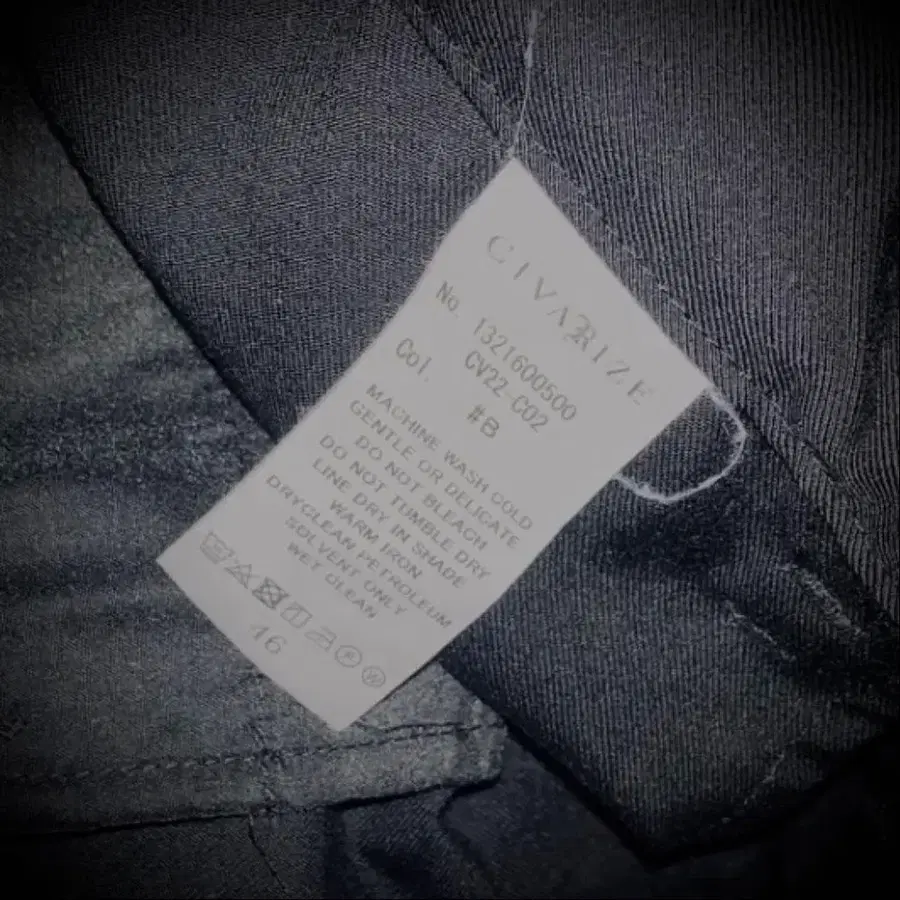 CIVARIZE
No. 1321600500
CV22-C02
Col. #B
MACHINE WASH COLD
GENTLE OR DELICATE
DO NOT BLEACH
DO NOT TUMBLE DRY
LINE DRY IN SHADE
WARM IRON
DRYCLEAN PETROLEUM
SOLVENT ONLY
WET CLEAN
P W
46